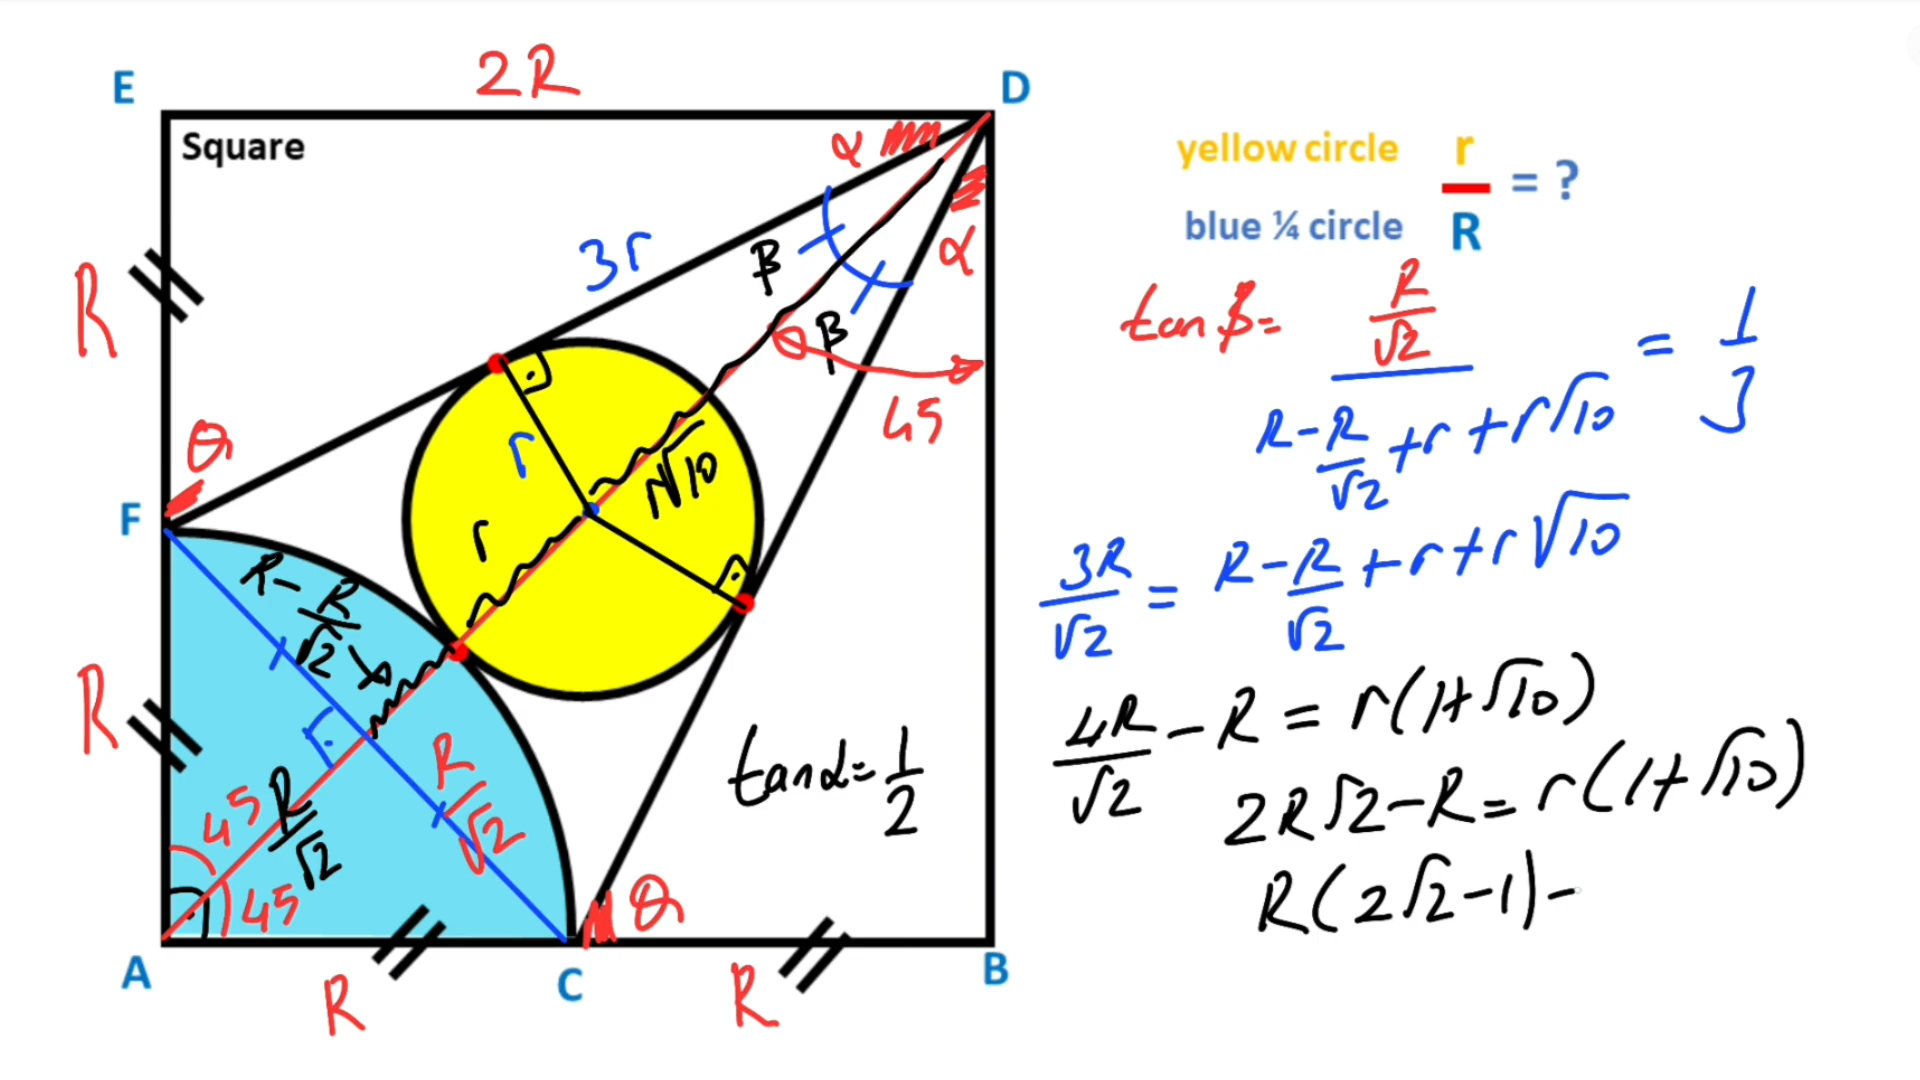 2R
E
D
Square
α
yellow circle r
blue ¼ circle R
= ?
R
3r
β
α
tan β = R/√2 / R - R/√2 + r + r√10 = 1/3
β
45
θ
r
r√10
F
r
R - R/√2
3R/√2 = R - R/√2 + r + r√10
R
4R/√2 - R = r(1+√10)
R/√2
tanα = 1/2
45
R/√2
2R√2 - R = r(1+√10)
45
θ
R(2√2 - 1) -
A
C
B
R
R